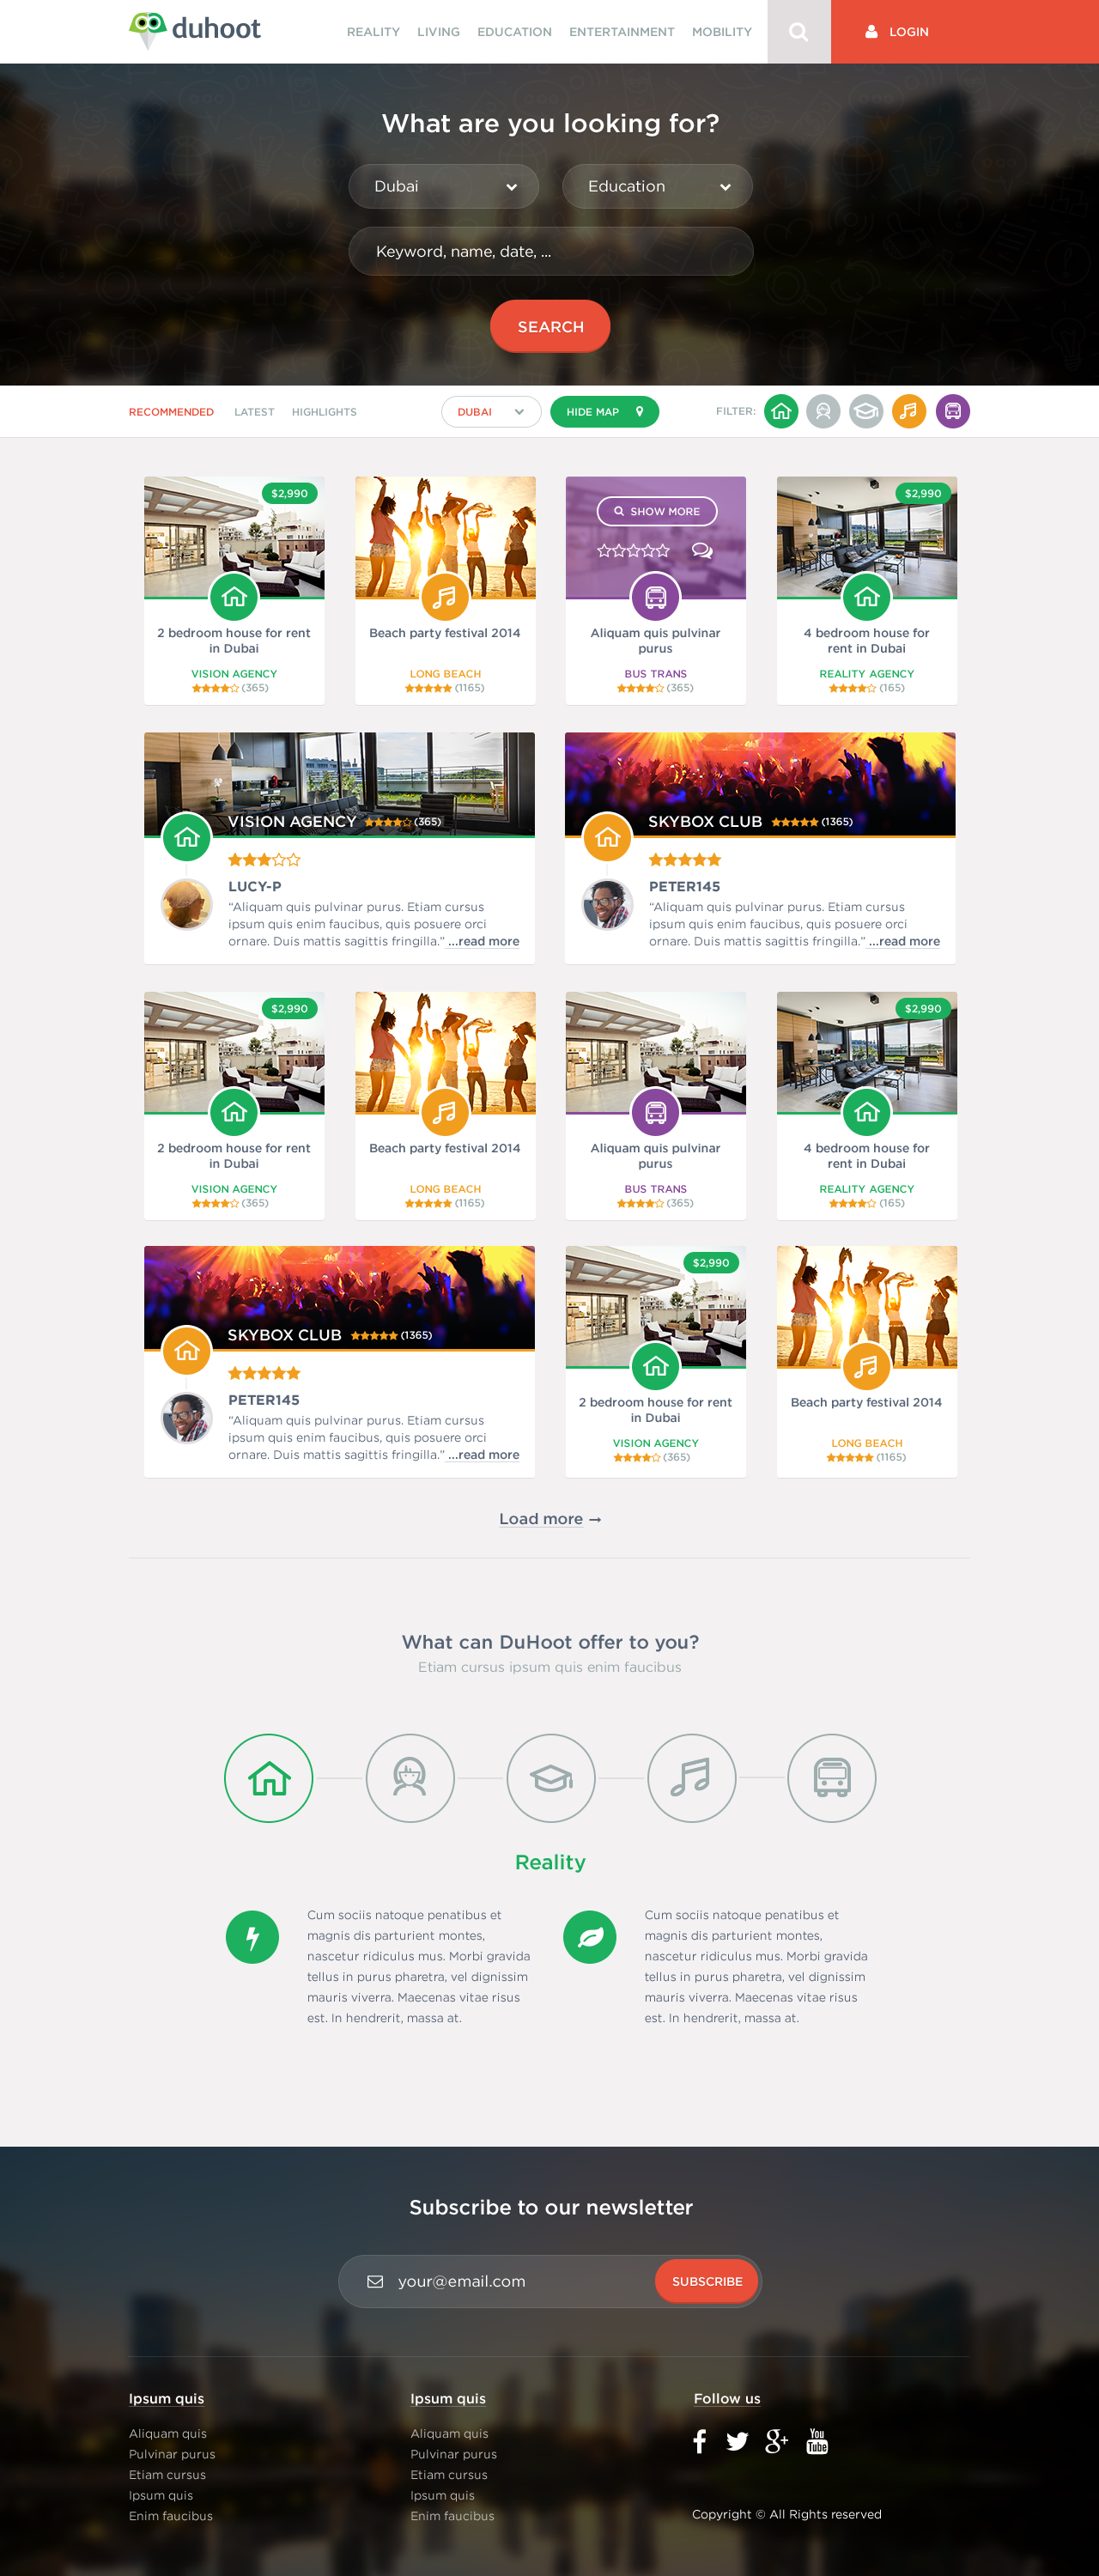 duhoot
REALITY LIVING EDUCATION ENTERTAINMENT MOBILITY
LOGIN
What are you looking for?
Dubai
Education
Keyword, name, date, ...
SEARCH
RECOMMENDED LATEST HIGHLIGHTS
DUBAI
HIDE MAP
FILTER:
$2,990
2 bedroom house for rent
in Dubai
VISION AGENCY
(365)
Beach party festival 2014
LONG BEACH
(1165)
SHOW MORE
Aliquam quis pulvinar
purus
BUS TRANS
(365)
$2,990
4 bedroom house for
rent in Dubai
REALITY AGENCY
(165)
VISION AGENCY (365)
LUCY-P
“Aliquam quis pulvinar purus. Etiam cursus
ipsum quis enim faucibus, quis posuere orci
ornare. Duis mattis sagittis fringilla.” ...read more
SKYBOX CLUB (1365)
PETER145
“Aliquam quis pulvinar purus. Etiam cursus
ipsum quis enim faucibus, quis posuere orci
ornare. Duis mattis sagittis fringilla.” ...read more
$2,990
2 bedroom house for rent
in Dubai
VISION AGENCY
(365)
Beach party festival 2014
LONG BEACH
(1165)
Aliquam quis pulvinar
purus
BUS TRANS
(365)
$2,990
4 bedroom house for
rent in Dubai
REALITY AGENCY
(165)
SKYBOX CLUB (1365)
PETER145
“Aliquam quis pulvinar purus. Etiam cursus
ipsum quis enim faucibus, quis posuere orci
ornare. Duis mattis sagittis fringilla.” ...read more
$2,990
2 bedroom house for rent
in Dubai
VISION AGENCY
(365)
Beach party festival 2014
LONG BEACH
(1165)
Load more →
What can DuHoot offer to you?
Etiam cursus ipsum quis enim faucibus
Reality
Cum sociis natoque penatibus et
magnis dis parturient montes,
nascetur ridiculus mus. Morbi gravida
tellus in purus pharetra, vel dignissim
mauris viverra. Maecenas vitae risus
est. In hendrerit, massa at.
Cum sociis natoque penatibus et
magnis dis parturient montes,
nascetur ridiculus mus. Morbi gravida
tellus in purus pharetra, vel dignissim
mauris viverra. Maecenas vitae risus
est. In hendrerit, massa at.
Subscribe to our newsletter
your@email.com
SUBSCRIBE
Ipsum quis
Aliquam quis
Pulvinar purus
Etiam cursus
Ipsum quis
Enim faucibus
Ipsum quis
Aliquam quis
Pulvinar purus
Etiam cursus
Ipsum quis
Enim faucibus
Follow us
You
Tube
Copyright © All Rights reserved